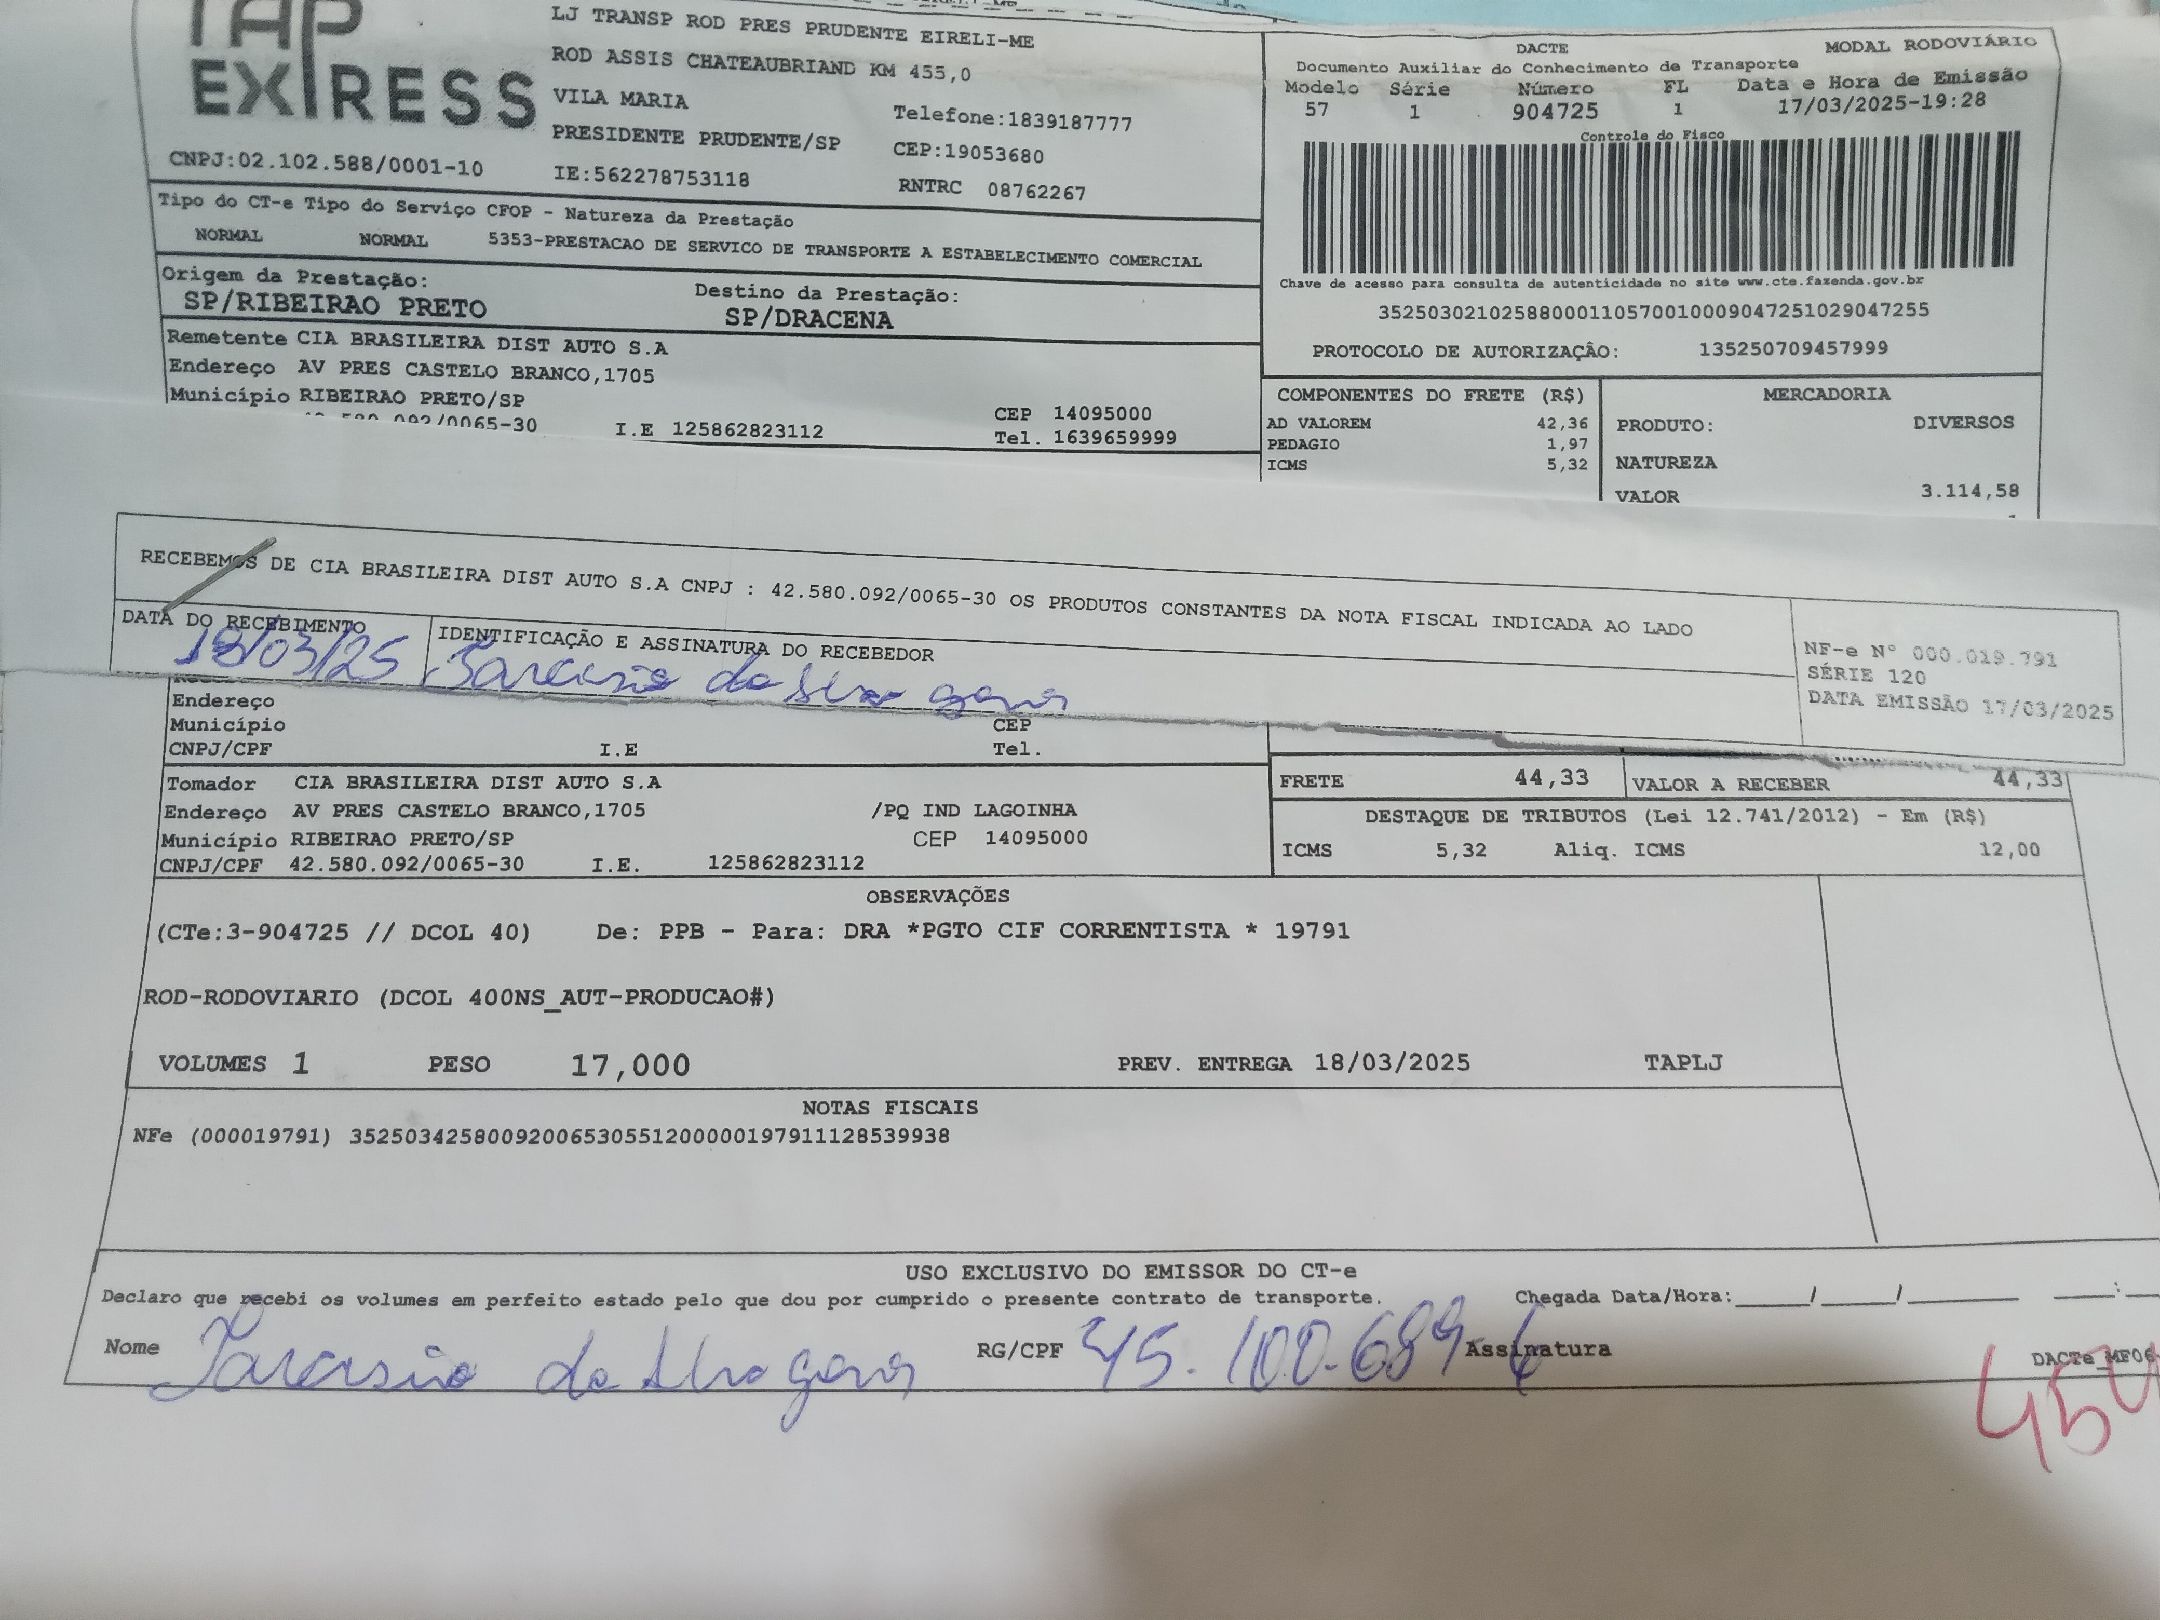 TAP
EXPRESS
LJ TRANSP ROD PRES PRUDENTE EIRELI-ME
ROD ASSIS CHATEAUBRIAND KM 455,0
VILA MARIA
Telefone:1839187777
PRESIDENTE PRUDENTE/SP
CEP:19053680
CNPJ:02.102.588/0001-10
IE:562278753118
RNTRC 08762267
DACTE MODAL RODOVIÁRIO
Documento Auxiliar do Conhecimento de Transporte
Modelo Série Número FL Data e Hora de Emissão
57 1 904725 1 17/03/2025-19:28
Controle do Fisco
Chave de acesso para consulta de autenticidade no site www.cte.fazenda.gov.br
35250302102588000110570010009047251029047255
PROTOCOLO DE AUTORIZAÇÃO: 135250709457999
Tipo do CT-e Tipo do Serviço CFOP - Natureza da Prestação
NORMAL NORMAL 5353-PRESTACAO DE SERVICO DE TRANSPORTE A ESTABELECIMENTO COMERCIAL
Origem da Prestação: Destino da Prestação:
SP/RIBEIRAO PRETO SP/DRACENA
Remetente CIA BRASILEIRA DIST AUTO S.A
Endereço AV PRES CASTELO BRANCO,1705
Município RIBEIRAO PRETO/SP CEP 14095000
42.580.092/0065-30 I.E 125862823112 Tel. 1639659999
COMPONENTES DO FRETE (R$)
AD VALOREM 42,36
PEDAGIO 1,97
ICMS 5,32
MERCADORIA
PRODUTO: DIVERSOS
NATUREZA
VALOR 3.114,58
RECEBEMOS DE CIA BRASILEIRA DIST AUTO S.A CNPJ : 42.580.092/0065-30 OS PRODUTOS CONSTANTES DA NOTA FISCAL INDICADA AO LADO
DATA DO RECEBIMENTO IDENTIFICAÇÃO E ASSINATURA DO RECEBEDOR
18/03/25
NF-e Nº 000.019.791
SÉRIE 120
DATA EMISSÃO 17/03/2025
Endereço
Município CEP
CNPJ/CPF I.E Tel.
Tomador CIA BRASILEIRA DIST AUTO S.A
Endereço AV PRES CASTELO BRANCO,1705 /PQ IND LAGOINHA
Município RIBEIRAO PRETO/SP CEP 14095000
CNPJ/CPF 42.580.092/0065-30 I.E. 125862823112
FRETE 44,33 VALOR A RECEBER 44,33
DESTAQUE DE TRIBUTOS (Lei 12.741/2012) - Em (R$)
ICMS 5,32 Aliq. ICMS 12,00
OBSERVAÇÕES
(CTe:3-904725 // DCOL 40) De: PPB - Para: DRA *PGTO CIF CORRENTISTA * 19791
ROD-RODOVIARIO (DCOL 400NS_AUT-PRODUCAO#)
VOLUMES 1 PESO 17,000 PREV. ENTREGA 18/03/2025 TAPLJ
NOTAS FISCAIS
NFe (000019791) 35250342580092006530551200000197911128539938
USO EXCLUSIVO DO EMISSOR DO CT-e
Declaro que recebi os volumes em perfeito estado pelo que dou por cumprido o presente contrato de transporte. Chegada Data/Hora:____/____/______ ___:__
Nome RG/CPF 45.100.689-6 Assinatura
DACTe_MF06